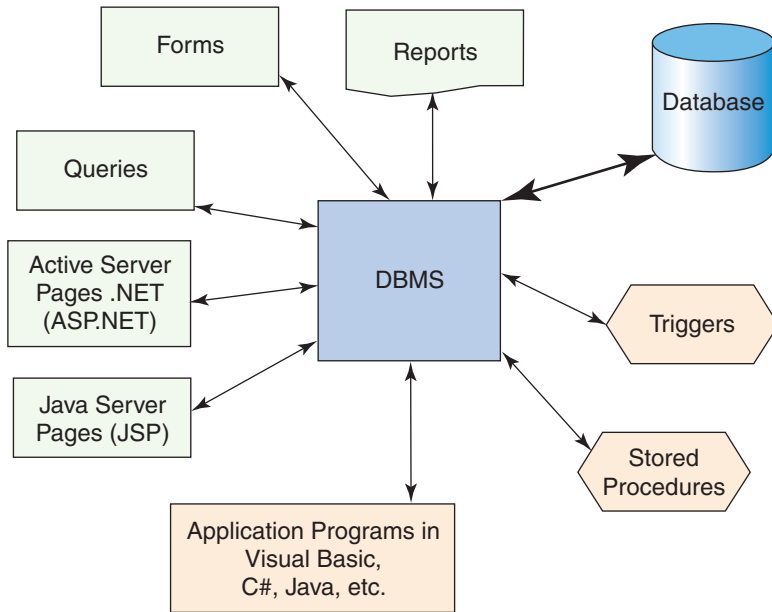 Forms
Reports
Database
Queries
DBMS
Active Server
Pages .NET
(ASP.NET)
Triggers
Java Server
Pages (JSP)
Stored
Procedures
Application Programs in
Visual Basic,
C#, Java, etc.